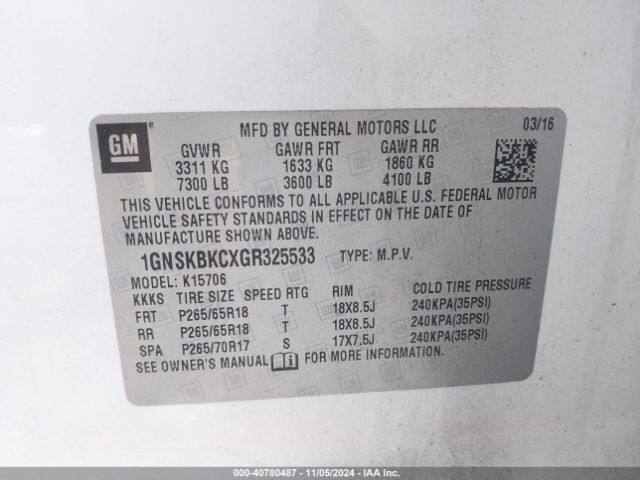 GM
MFD BY GENERAL MOTORS LLC 03/16
GVWR GAWR FRT GAWR RR
3311 KG 1633 KG 1860 KG
7300 LB 3600 LB 4100 LB
THIS VEHICLE CONFORMS TO ALL APPLICABLE U.S. FEDERAL MOTOR
VEHICLE SAFETY STANDARDS IN EFFECT ON THE DATE OF
MANUFACTURE SHOWN ABOVE.
1GNSKBKCXGR325533 TYPE: M.P.V.
MODEL: K15706
KKKS TIRE SIZE SPEED RTG RIM COLD TIRE PRESSURE
FRT P265/65R18 T 18X8.5J 240KPA(35PSI)
RR P265/65R18 T 18X8.5J 240KPA(35PSI)
SPA P265/70R17 S 17X7.5J 240KPA(35PSI)
SEE OWNER'S MANUAL FOR MORE INFORMATION.
000-40780487 - 11/05/2024 - IAAI.com